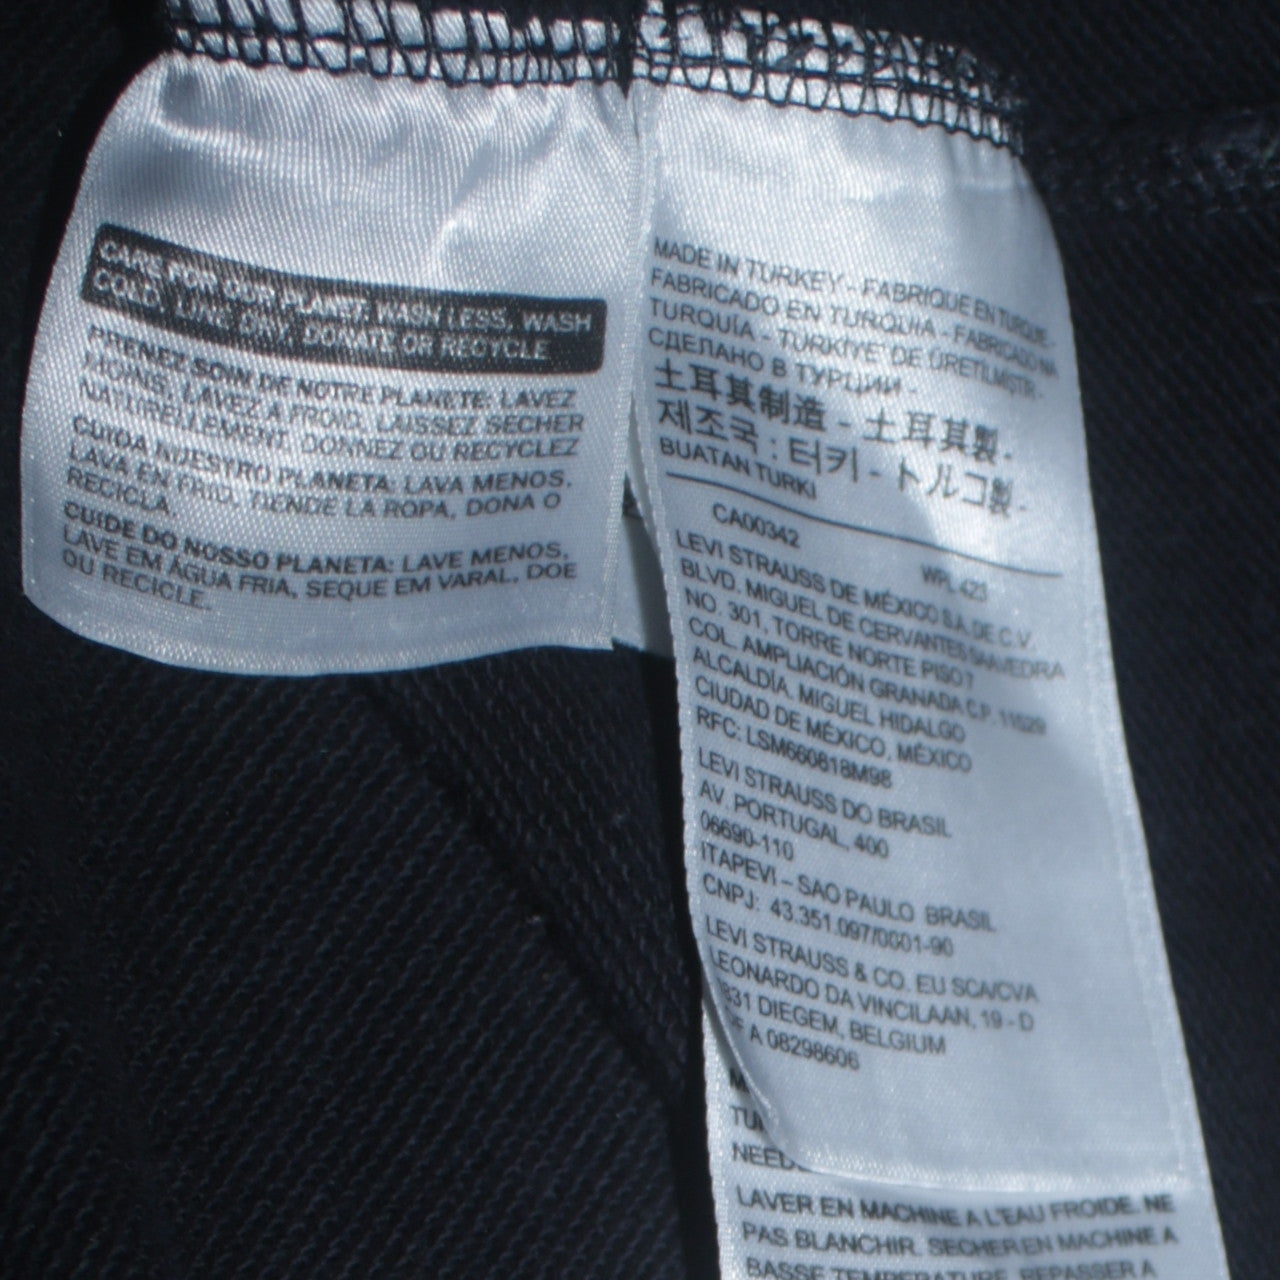 CARE FOR OUR PLANET: WASH LESS, WASH
COLD, LINE DRY, DONATE OR RECYCLE
PRENEZ SOIN DE NOTRE PLANETE: LAVEZ
MOINS, LAVEZ A FROID, LAISSEZ SECHER
NATURELLEMENT, DONNEZ OU RECYCLEZ
CUIDA NUESTRO PLANETA: LAVA MENOS,
LAVA EN FRIO, TIENDE LA ROPA, DONA O
RECICLA.
CUIDE DO NOSSO PLANETA: LAVE MENOS,
LAVE EM ÁGUA FRIA, SEQUE EM VARAL, DOE
OU RECICLE.
MADE IN TURKEY - FABRIQUE EN TURQUIE -
FABRICADO EN TURQUIA - FABRICADO NA
TURQUÍA - TURKIYE' DE ÜRETILMŞTIR -
СДЕЛАНО В ТУРЦИИ -
土耳其制造 - 土耳其製 -
제조국 : 터키 - トルコ製 -
BUATAN TURKI
CA00342
WPL 423
LEVI STRAUSS DE MÉXICO S.A. DE C.V.
BLVD. MIGUEL DE CERVANTES SAAVEDRA
NO. 301, TORRE NORTE PISO 7
COL. AMPLIACIÓN GRANADA C.P. 11529
ALCALDÍA. MIGUEL HIDALGO
CIUDAD DE MÉXICO, MÉXICO
RFC: LSM660818M98
LEVI STRAUSS DO BRASIL
AV. PORTUGAL, 400
06690-110
ITAPEVI – SAO PAULO BRASIL
CNPJ: 43.351.097/0001-90
LEVI STRAUSS & CO. EU SCA/CVA
LEONARDO DA VINCILAAN, 19 - D
831 DIEGEM, BELGIUM
A 08298606
LAVER EN MACHINE A L'EAU FROIDE. NE
PAS BLANCHIR. SECHER EN MACHINE A
BASSE TEMPERATURE. REPASSER A